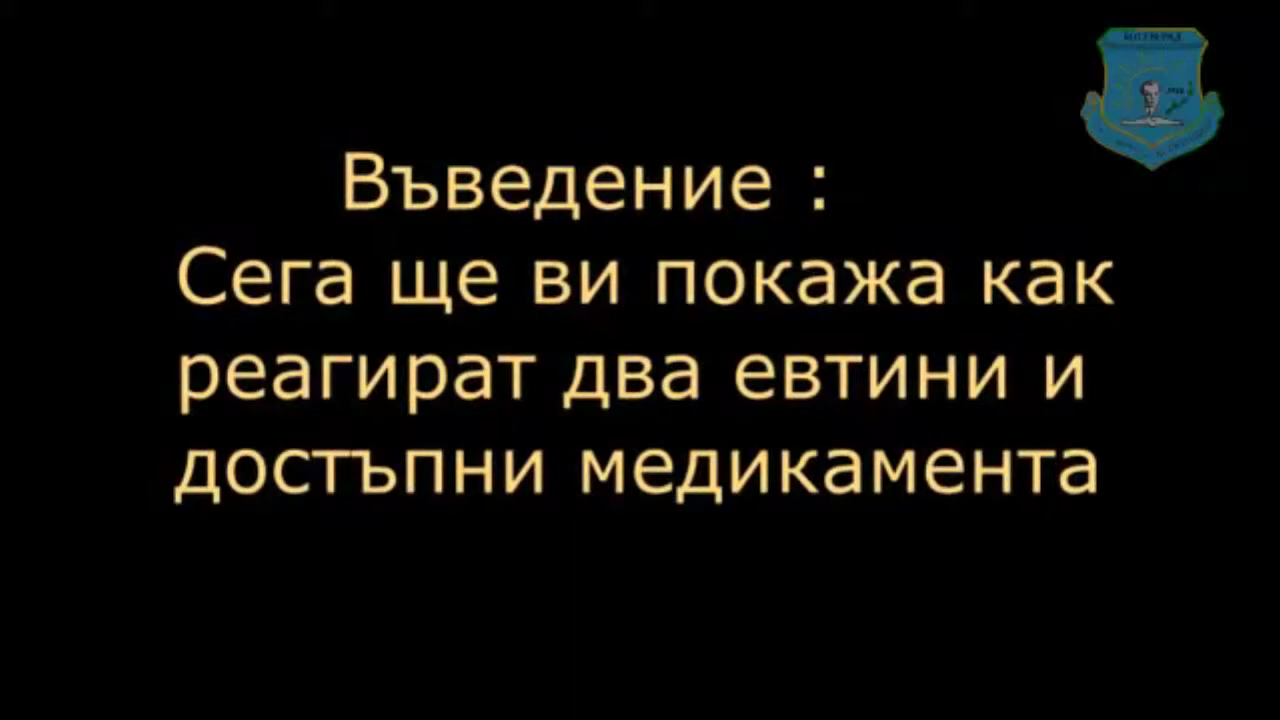 Въведение :
Сега ще ви покажа как
реагират два евтини и
достъпни медикамента